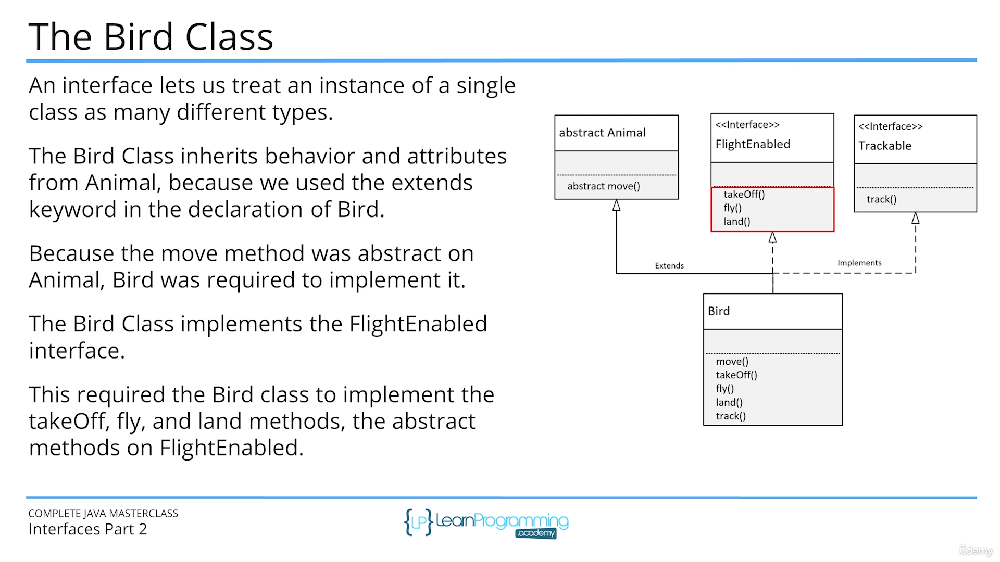 The Bird Class
An interface lets us treat an instance of a single
class as many different types.
The Bird Class inherits behavior and attributes
from Animal, because we used the extends
keyword in the declaration of Bird.
Because the move method was abstract on
Animal, Bird was required to implement it.
The Bird Class implements the FlightEnabled
interface.
This required the Bird class to implement the
takeOff, fly, and land methods, the abstract
methods on FlightEnabled.
abstract Animal
abstract move()
<<Interface>>
FlightEnabled
takeOff()
fly()
land()
<<Interface>>
Trackable
track()
Extends
Implements
Bird
move()
takeOff()
fly()
land()
track()
COMPLETE JAVA MASTERCLASS
Interfaces Part 2
{LP} LearnProgramming
.academy
ûdemy